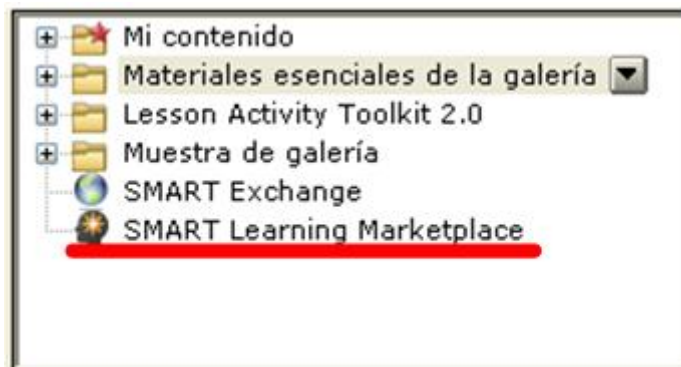 Mi contenido
Materiales esenciales de la galería
Lesson Activity Toolkit 2.0
Muestra de galería
SMART Exchange
SMART Learning Marketplace